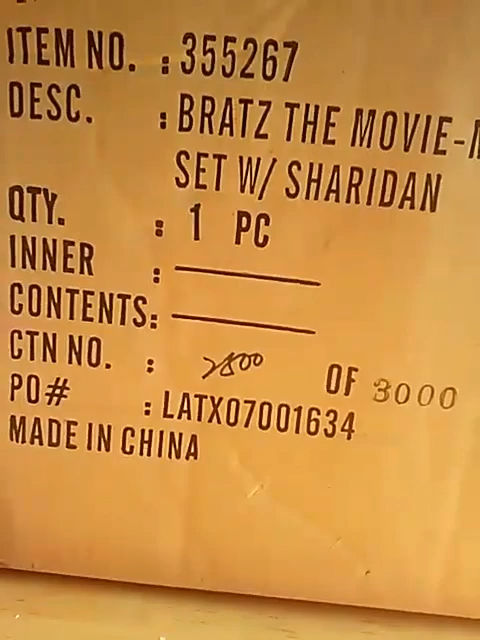 ITEM NO. : 355267
DESC. : BRATZ THE MOVIE-
SET W/ SHARIDAN
QTY. : 1 PC
INNER :
CONTENTS:
CTN NO. : 2800 OF 3000
PO# : LATX07001634
MADE IN CHINA